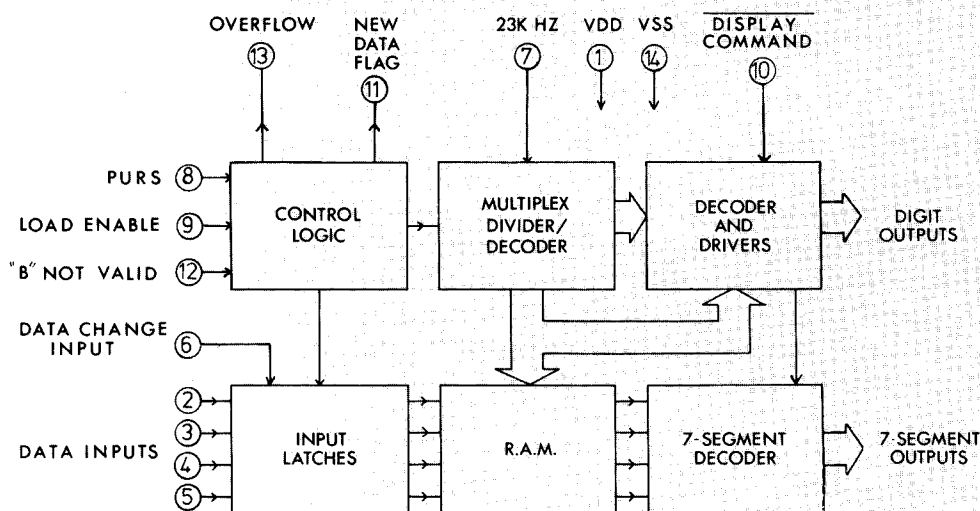 OVERFLOW
13
NEW
DATA
FLAG
11
23K HZ
7
VDD
1
VSS
14
DISPLAY
COMMAND
10
PURS
8
LOAD ENABLE
9
"B" NOT VALID
12
CONTROL
LOGIC
MULTIPLEX
DIVIDER/
DECODER
DECODER
AND
DRIVERS
DIGIT
OUTPUTS
DATA CHANGE
INPUT
6
DATA INPUTS
2
3
4
5
INPUT
LATCHES
R.A.M.
7-SEGMENT
DECODER
7-SEGMENT
OUTPUTS